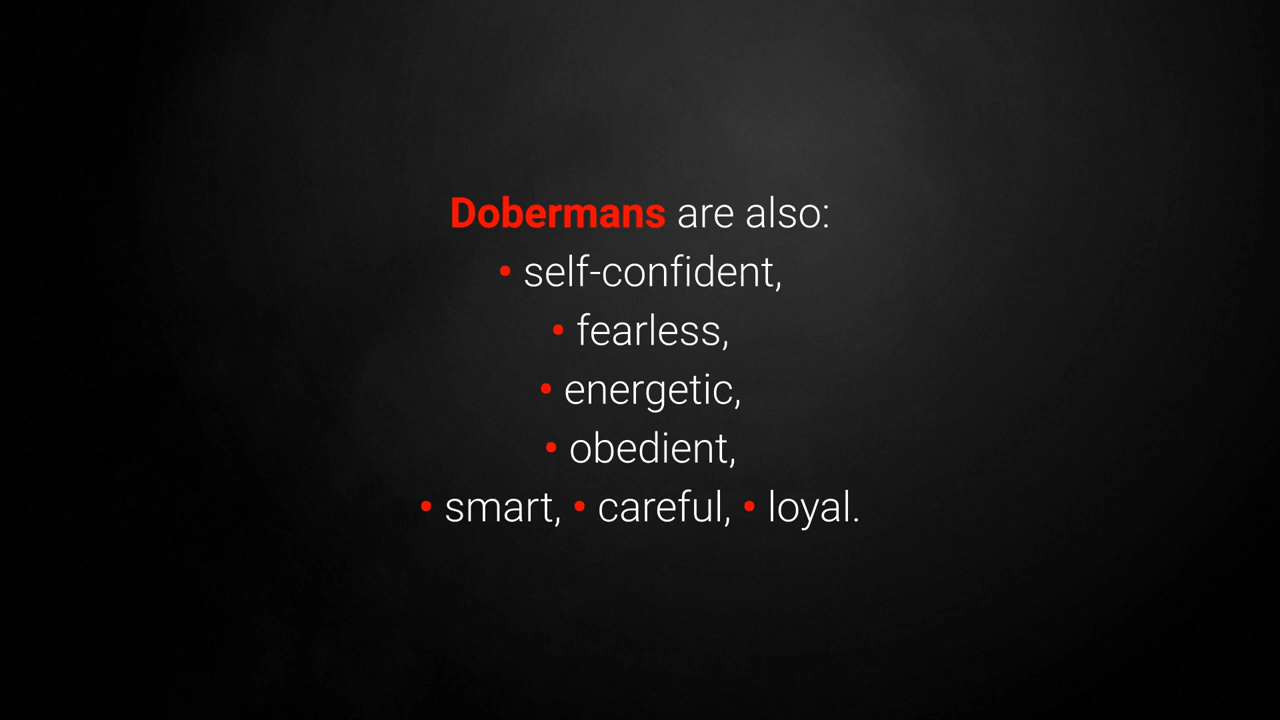 Dobermans are also:
• self-confident,
• fearless,
• energetic,
• obedient,
• smart, • careful, • loyal.